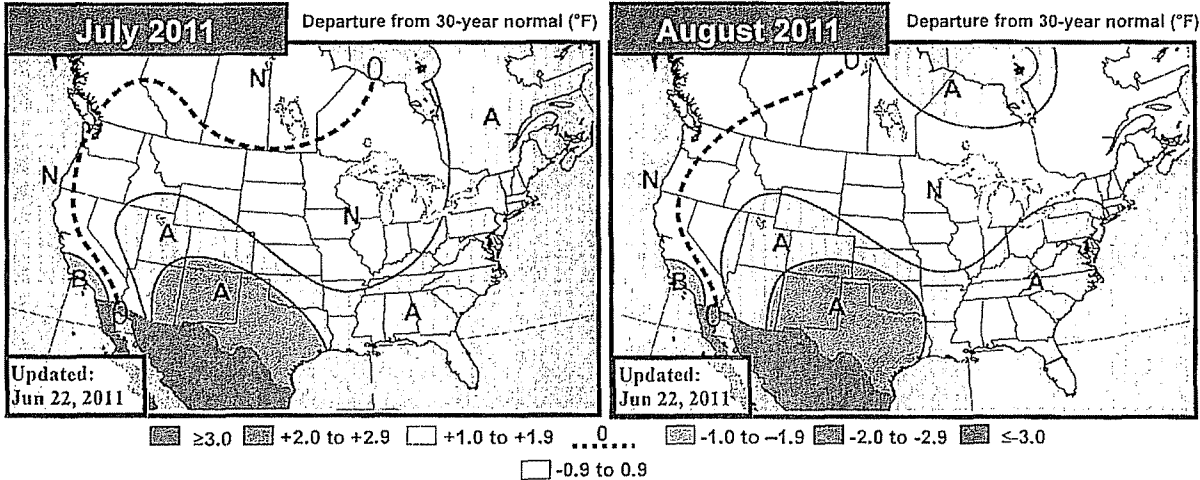 July 2011
Departure from 30-year normal (°F)
N
0
A
N
A
N
A
A
B
0
Updated:
Jun 22, 2011
August 2011
Departure from 30-year normal (°F)
0
A
N
N
A
A
A
B
0
Updated:
Jun 22, 2011
≥3.0 +2.0 to +2.9 +1.0 to +1.9 0 -1.0 to –1.9 -2.0 to -2.9 ≤-3.0
-0.9 to 0.9